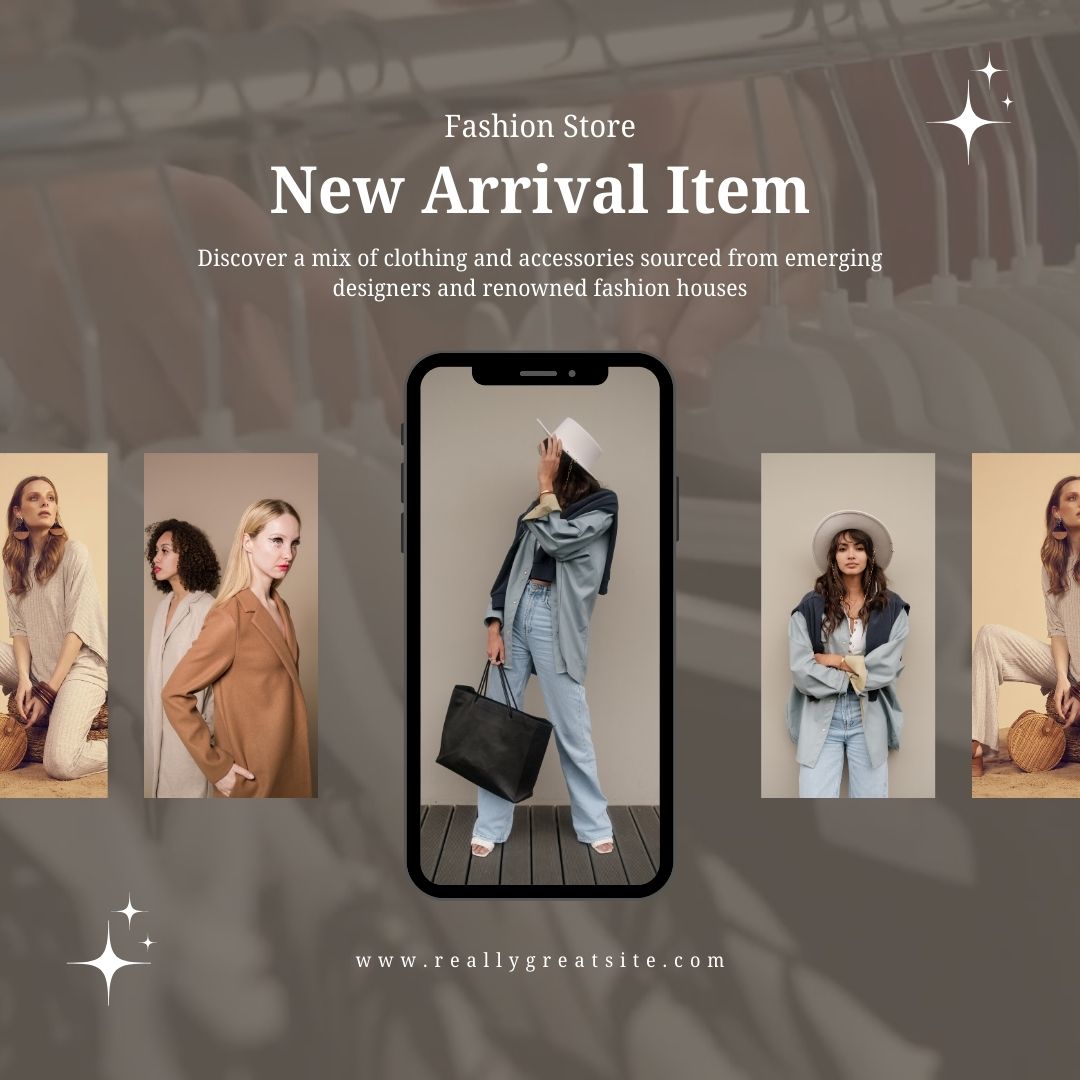 Fashion Store
New Arrival Item
Discover a mix of clothing and accessories sourced from emerging
designers and renowned fashion houses
www.reallygreatsite.com